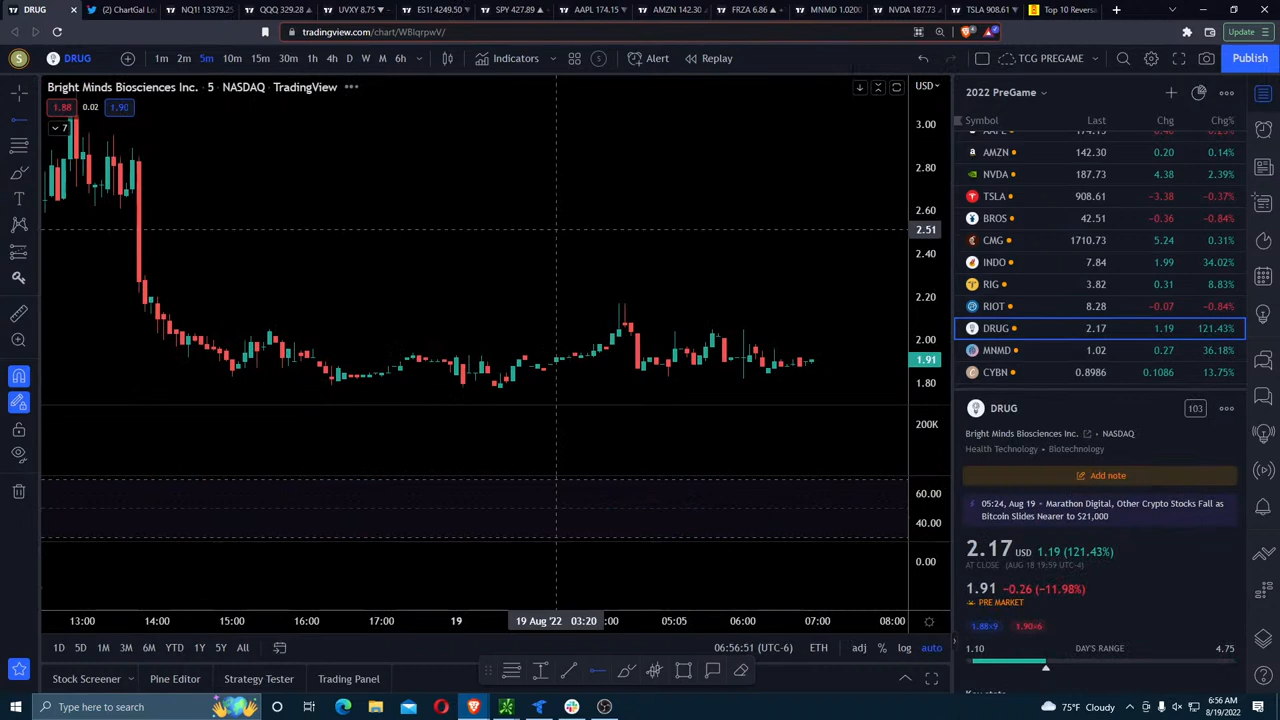 DRUG
ChartGal Lo
NQ1! 13379.25
QQQ 329.28
UVXY 8.75
ES1! 4249.50
SPY 427.89
AAPL 174.15
AMZN 142.30
FRZA 6.86
MNMD 1.0200
NVDA 187.73
TSLA 908.61
Top 10 Revers
tradingview.com/chart/WBlqrpwV/
Update
S
DRUG
1m 2m 5m 10m 15m 30m 1h 4h D W M 6h
Indicators
Alert
Replay
TCG PREGAME
Publish
Bright Minds Biosciences Inc. · 5 · NASDAQ · TradingView
1.88 0.02 1.90
7
USD
3.00
2.80
2.60
2.51
2.40
2.20
2.00
1.91
1.80
200K
60.00
40.00
0.00
13:00 14:00 15:00 16:00 17:00 19 19 Aug '22 03:20 :00 05:05 06:00 07:00 08:00
1D 5D 1M 3M 6M YTD 1Y 5Y All
06:56:51 (UTC-6) ETH adj % log auto
Stock Screener Pine Editor Strategy Tester Trading Panel
2022 PreGame
Symbol Last Chg Chg%
AMZN 142.30 0.20 0.14%
NVDA 187.73 4.38 2.39%
TSLA 908.61 −3.38 −0.37%
BROS 42.51 −0.36 −0.84%
CMG 1710.73 5.24 0.31%
INDO 7.84 1.99 34.02%
RIG 3.82 0.31 8.83%
RIOT 8.28 −0.07 −0.84%
DRUG 2.17 1.19 121.43%
MNMD 1.02 0.27 36.18%
CYBN 0.8986 0.1086 13.75%
DRUG 103
Bright Minds Biosciences Inc. • NASDAQ
Health Technology • Biotechnology
Add note
05:24, Aug 19 • Marathon Digital, Other Crypto Stocks Fall as
Bitcoin Slides Nearer to $21,000
2.17 USD 1.19 (121.43%)
AT CLOSE (AUG 18 19:59 UTC-4)
1.91 −0.26 (−11.98%)
PRE MARKET
1.88×9 1.90×6
1.10 DAY'S RANGE 4.75
Type here to search
75°F Cloudy
6:56 AM
8/19/2022